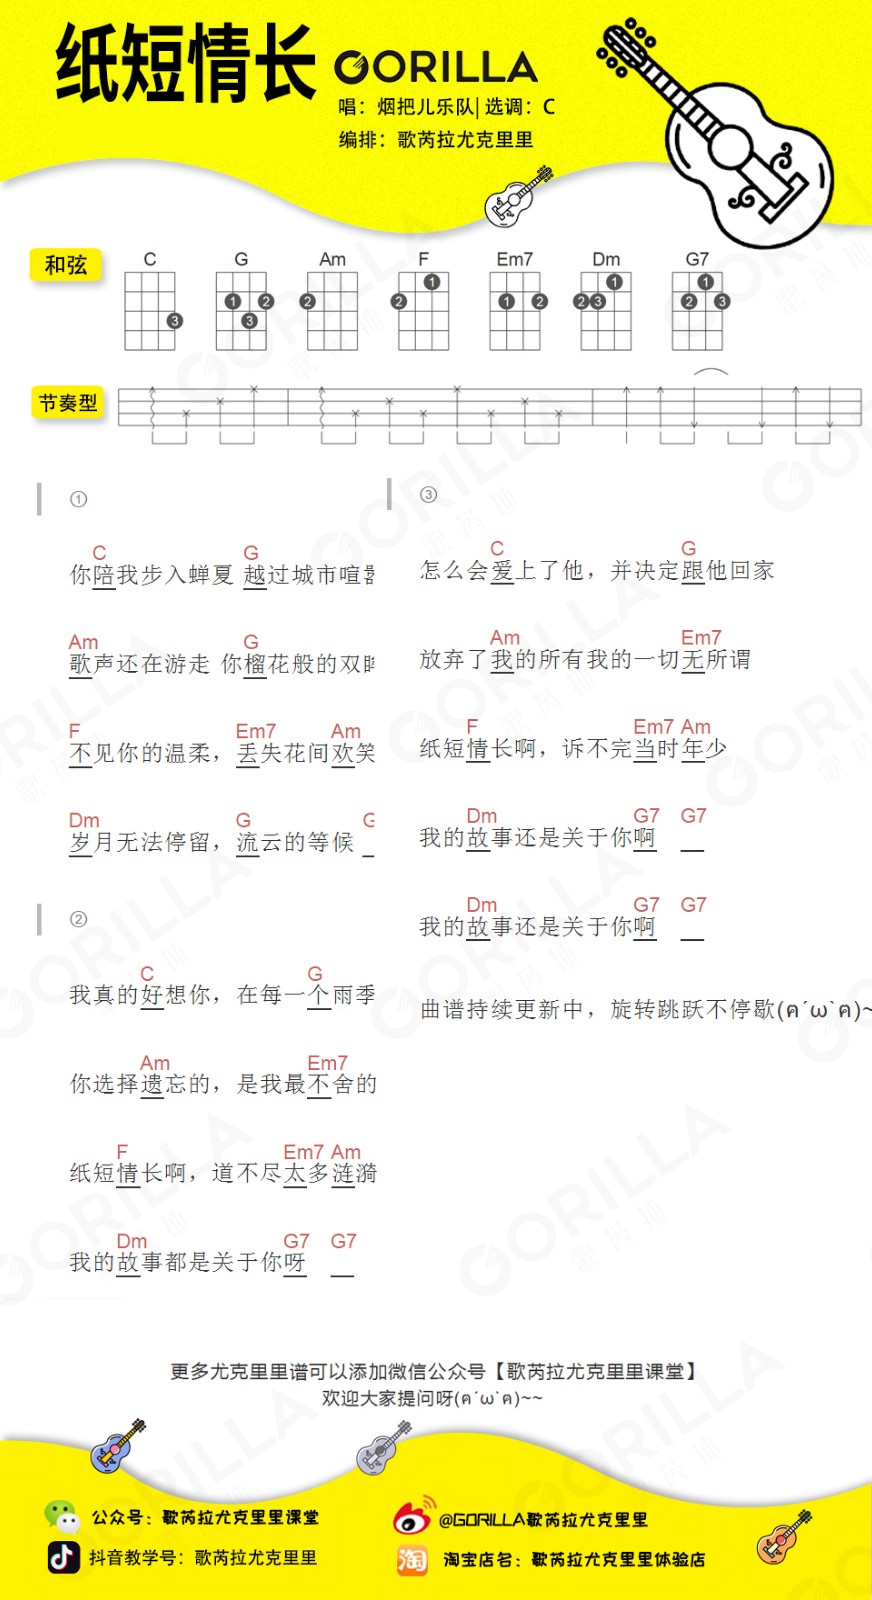 纸短情长
GORILLA
唱：烟把儿乐队| 选调：C
编排：歌芮拉尤克里里
和弦
C G Am F Em7 Dm G7
3
1 2 3
2
1 2
1 2
1 2 3
1 2 3
节奏型
①
C G
你陪我步入蝉夏 越过城市喧
Am G
歌声还在游走 你榴花般的双
F Em7 Am
不见你的温柔，丢失花间欢笑
Dm G
岁月无法停留，流云的等候
②
C G
我真的好想你，在每一个雨季
Am Em7
你选择遗忘的，是我最不舍的
F Em7 Am
纸短情长啊，道不尽太多涟漪
Dm G7 G7
我的故事都是关于你呀
③
C G
怎么会爱上了他，并决定跟他回家
Am Em7
放弃了我的所有我的一切无所谓
F Em7 Am
纸短情长啊，诉不完当时年少
Dm G7 G7
我的故事还是关于你啊
Dm G7 G7
我的故事还是关于你啊
曲谱持续更新中，旋转跳跃不停歇(ฅ´ω`ฅ)~
更多尤克里里谱可以添加微信公众号【歌芮拉尤克里里课堂】
欢迎大家提问呀(ฅ´ω`ฅ)~~
公众号：歌芮拉尤克里里课堂
抖音教学号：歌芮拉尤克里里
@GORILLA歌芮拉尤克里里
淘宝店名：歌芮拉尤克里里体验店
淘